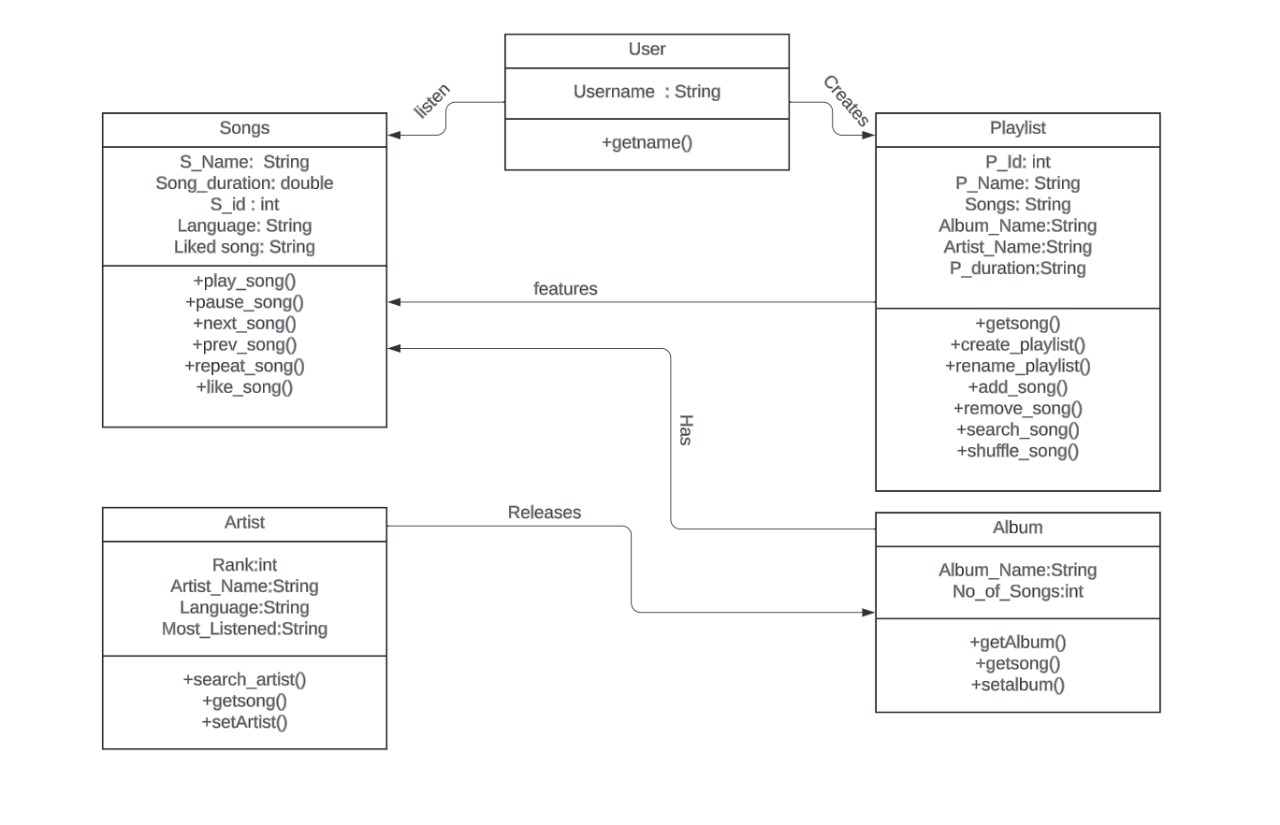 User
Username : String
+getname()
listen
Creates
Songs
S_Name: String
Song_duration: double
S_id : int
Language: String
Liked song: String
+play_song()
+pause_song()
+next_song()
+prev_song()
+repeat_song()
+like_song()
Playlist
P_Id: int
P_Name: String
Songs: String
Album_Name:String
Artist_Name:String
P_duration:String
+getsong()
+create_playlist()
+rename_playlist()
+add_song()
+remove_song()
+search_song()
+shuffle_song()
features
Has
Releases
Artist
Rank:int
Artist_Name:String
Language:String
Most_Listened:String
+search_artist()
+getsong()
+setArtist()
Album
Album_Name:String
No_of_Songs:int
+getAlbum()
+getsong()
+setalbum()